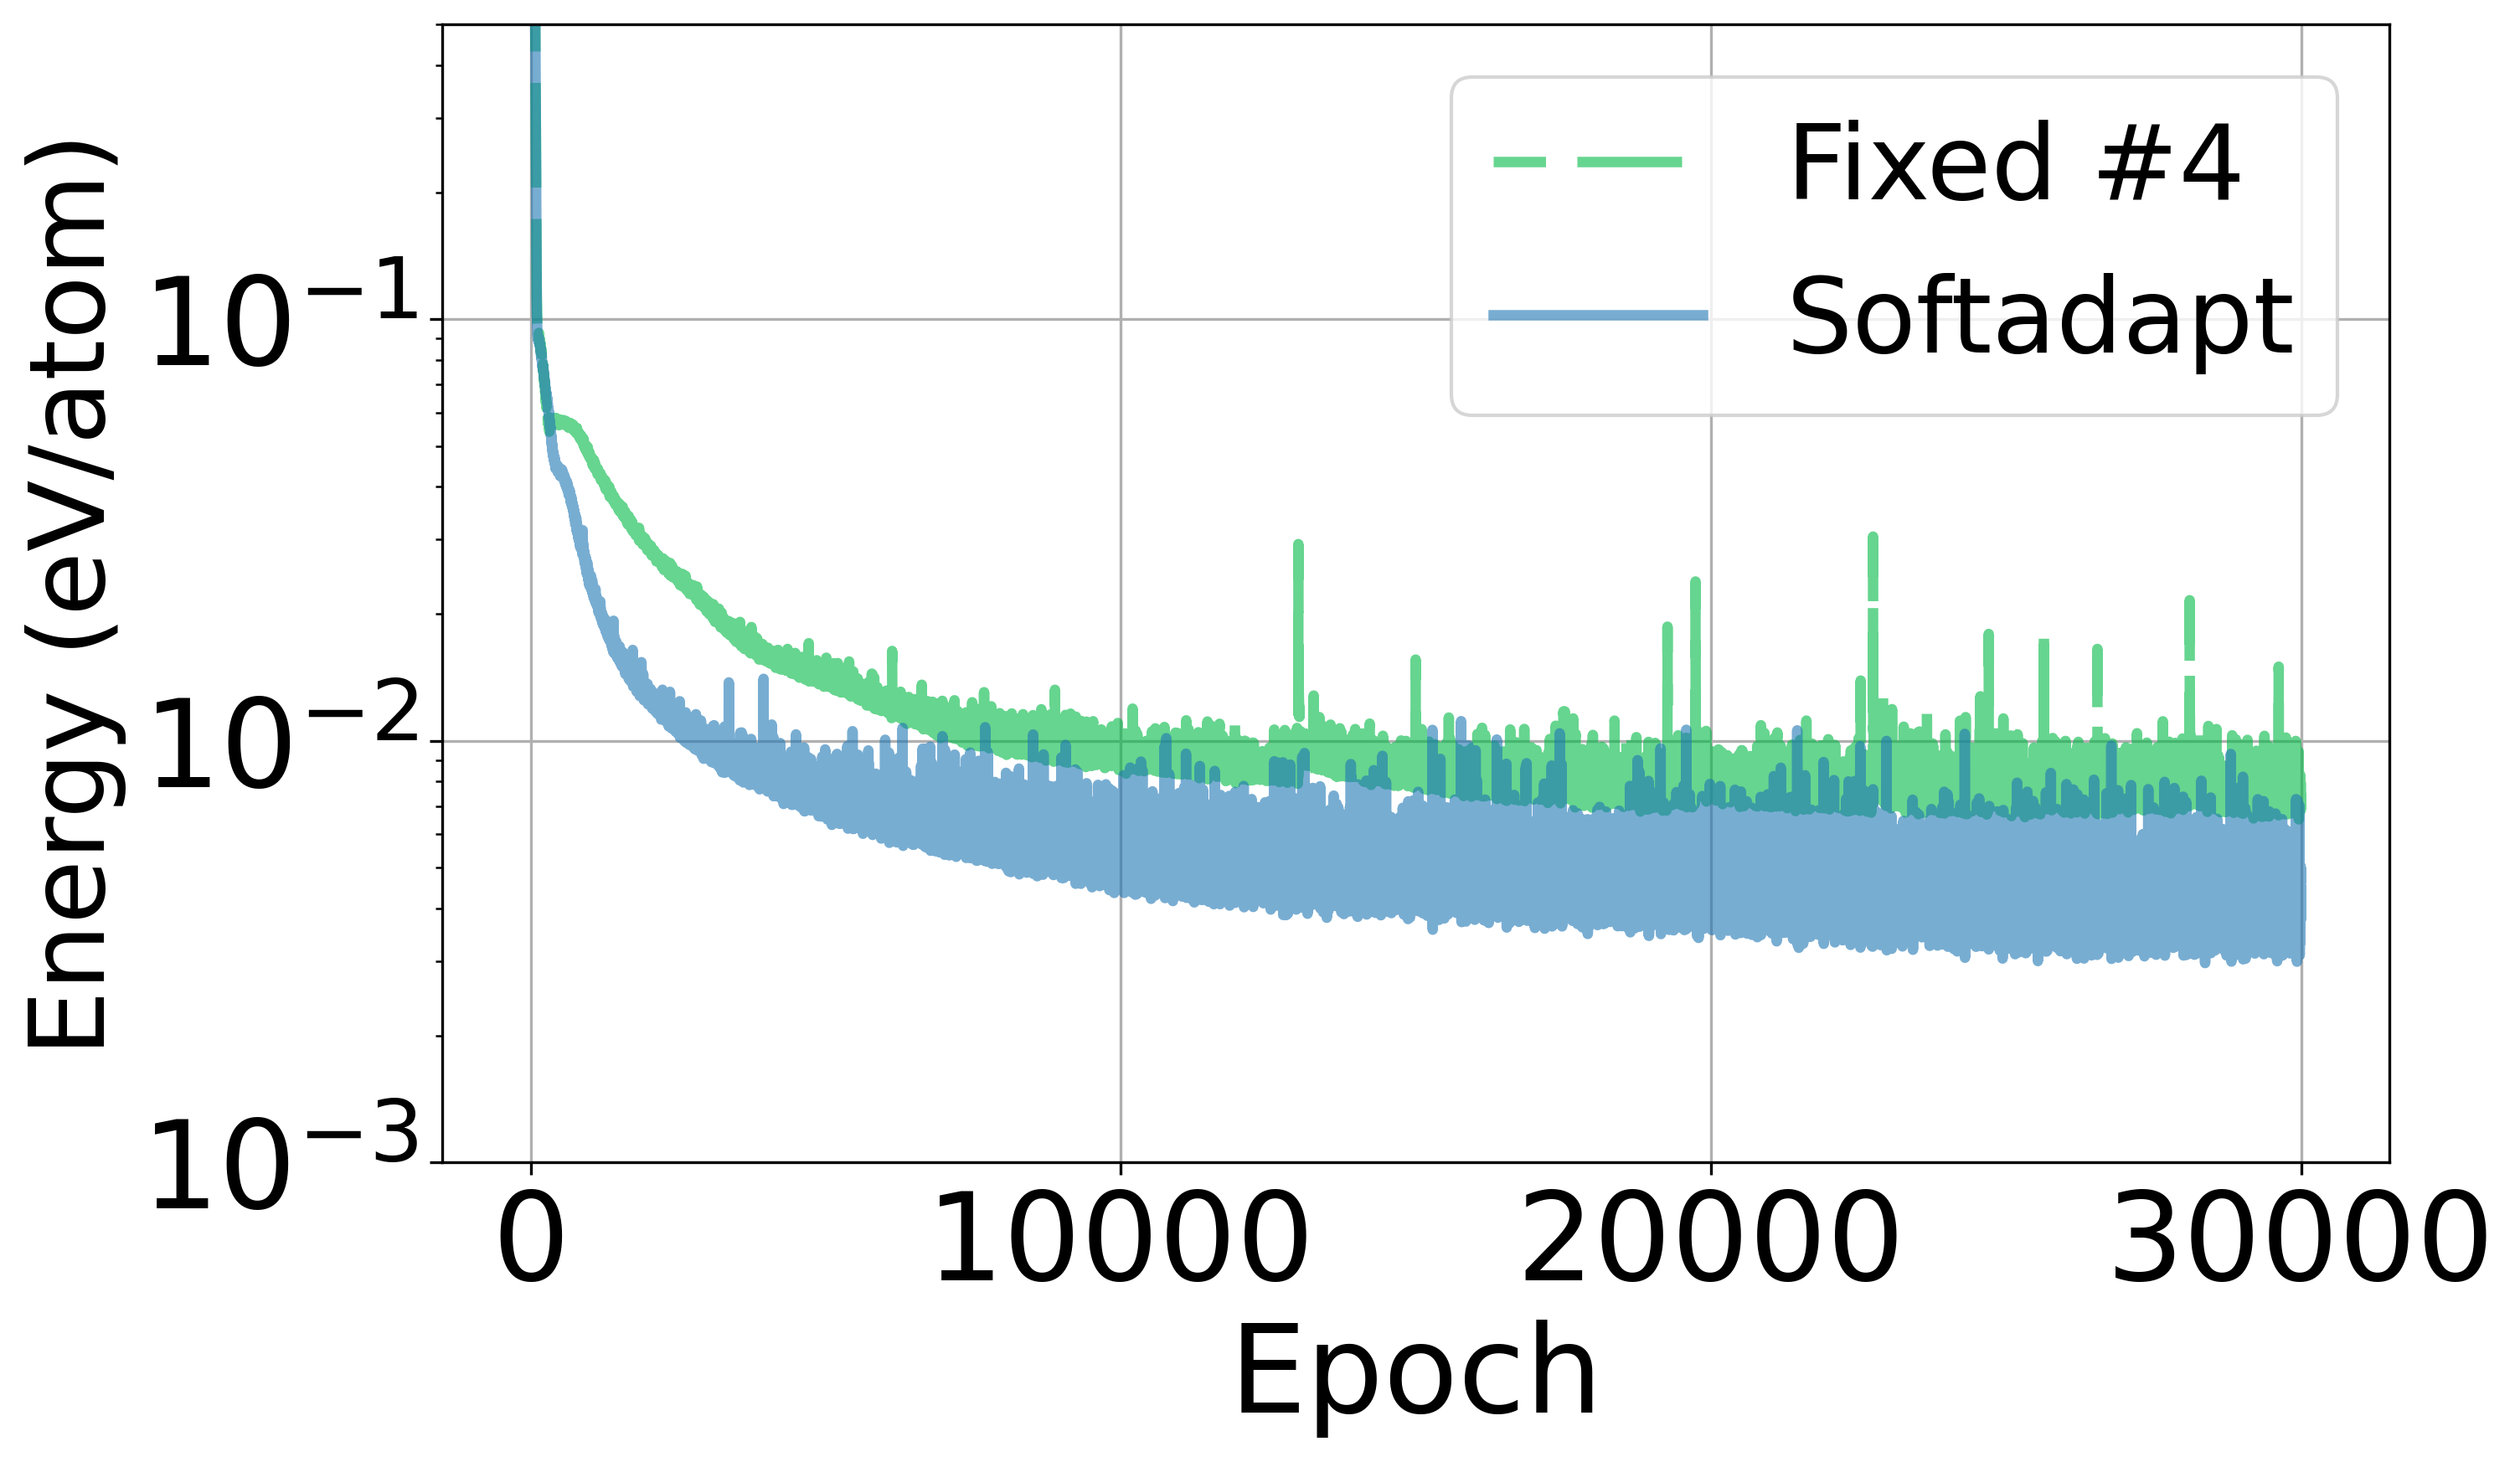 Energy (eV//atom)
10⁻¹
10⁻²
10⁻³
Fixed #4
Softadapt
0 10000 20000 30000
Epoch